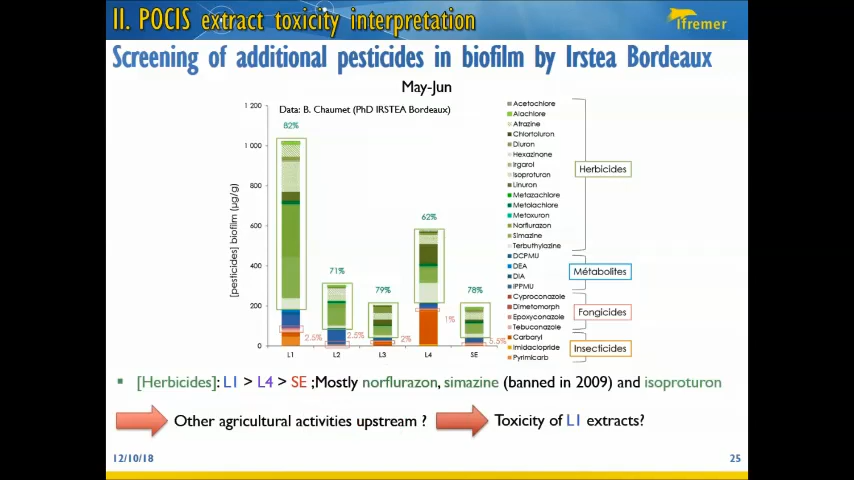 II. POCIS extract toxicity interpretation
ifremer
Screening of additional pesticides in biofilm by Irstea Bordeaux
May-Jun
Data: B. Chaumet (PhD IRSTEA Bordeaux)
[pesticides] biofilm (µg/g)
1 200
1 000
800
600
400
200
0
82%
71%
79%
62%
78%
2.5%
2.5%
2%
1%
5.5%
L1
L2
L3
L4
SE
Acetochlore
Alachlore
Atrazine
Chlortoluron
Diuron
Hexazinone
Irgarol
Isoproturon
Linuron
Metazachlore
Metolachlore
Metoxuron
Norflurazon
Simazine
Terbuthylazine
DCPMU
DEA
DIA
IPPMU
Cyproconazole
Dimetomorph
Epoxyconazole
Tebuconazole
Carbaryl
Imidaclopride
Pyrimicarb
Herbicides
Métabolites
Fongicides
Insecticides
[Herbicides]: L1 > L4 > SE ;Mostly norflurazon, simazine (banned in 2009) and isoproturon
Other agricultural activities upstream ?
Toxicity of L1 extracts?
12/10/18
25